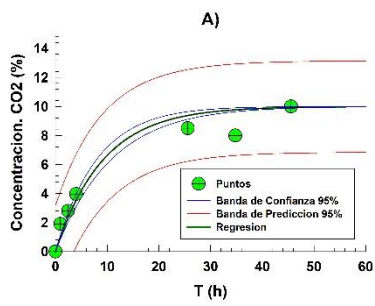 A)
Concentracion. CO2 (%)
14
12
10
8
6
4
2
0
Puntos
Banda de Confianza 95%
Banda de Prediccion 95%
Regresion
0 10 20 30 40 50 60
T (h)